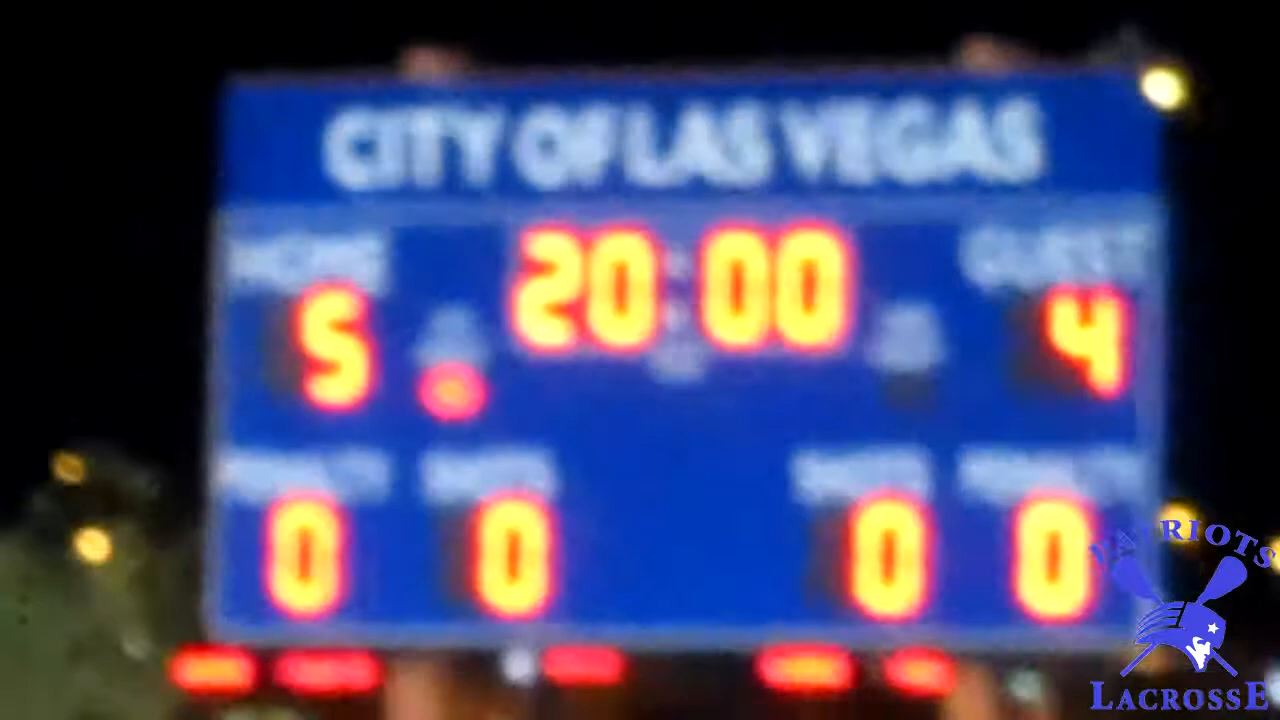 CITY OF LAS VEGAS
HOME
20:00
GUEST
5
4
0
0
0
0
PATRIOTS
LACROSSE